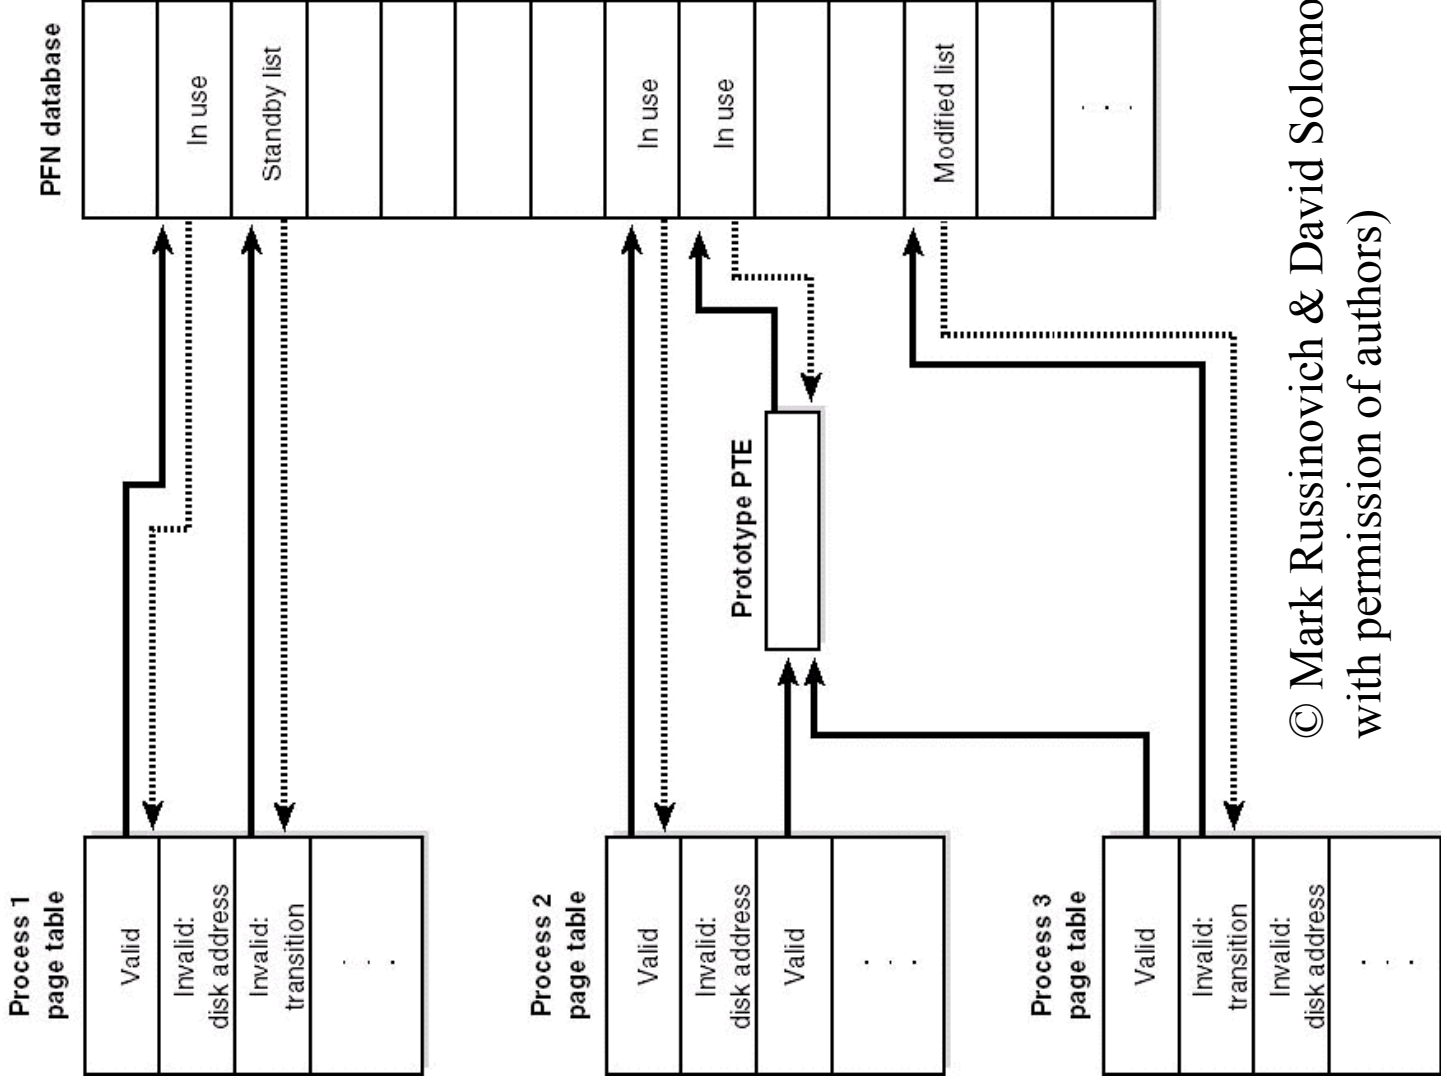 Process 1
page table
Valid
Invalid:
disk address
Invalid:
transition
. . .
Process 2
page table
Valid
Invalid:
disk address
Valid
. . .
Process 3
page table
Valid
Invalid:
transition
Invalid:
disk address
. . .
Prototype PTE
PFN database
In use
Standby list
In use
In use
Modified list
. . .
© Mark Russinovich & David Solomo
with permission of authors)